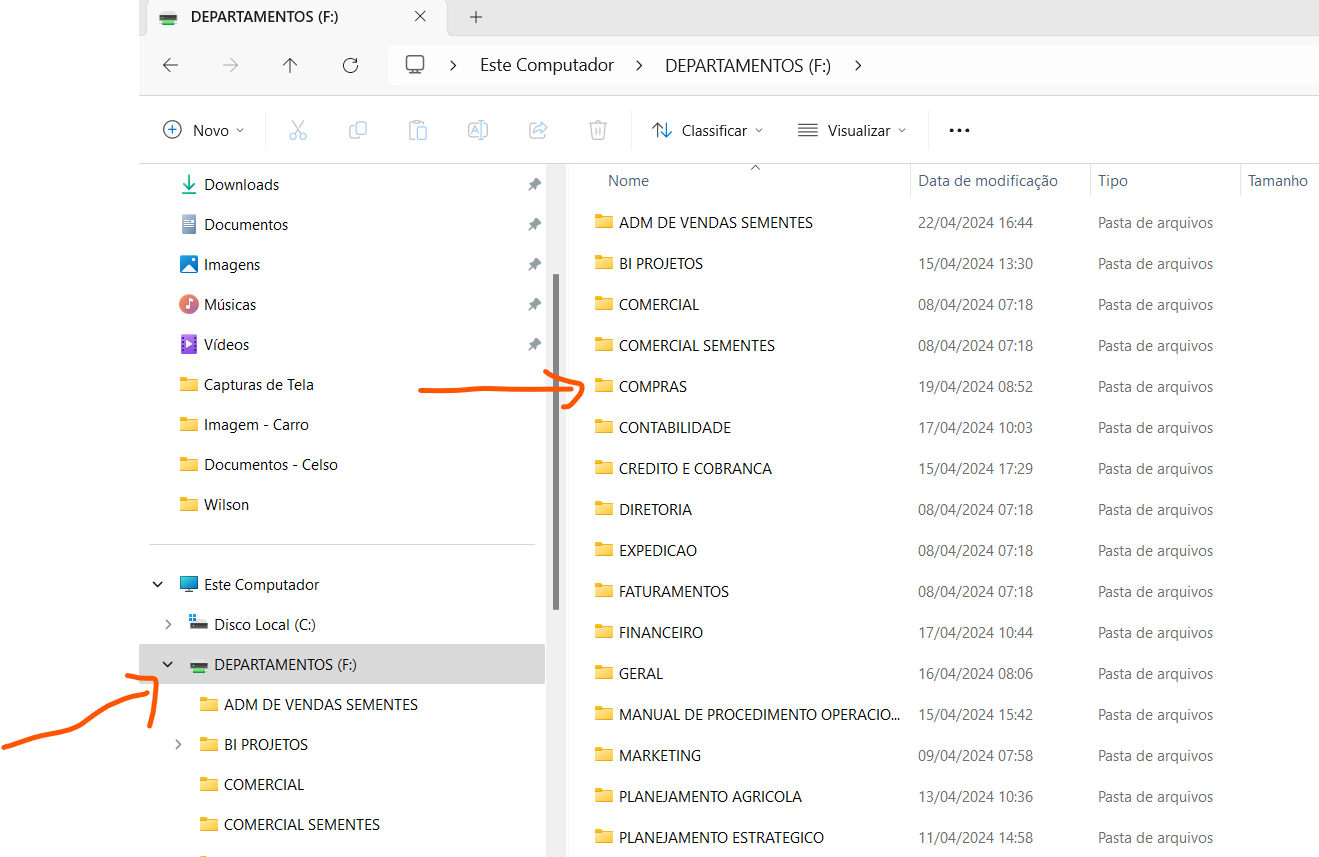 DEPARTAMENTOS (F:)
Este Computador > DEPARTAMENTOS (F:) >
Novo Classificar Visualizar
Downloads
Documentos
Imagens
Músicas
Vídeos
Capturas de Tela
Imagem - Carro
Documentos - Celso
Wilson
Este Computador
Disco Local (C:)
DEPARTAMENTOS (F:)
ADM DE VENDAS SEMENTES
BI PROJETOS
COMERCIAL
COMERCIAL SEMENTES
Nome Data de modificação Tipo Tamanho
ADM DE VENDAS SEMENTES 22/04/2024 16:44 Pasta de arquivos
BI PROJETOS 15/04/2024 13:30 Pasta de arquivos
COMERCIAL 08/04/2024 07:18 Pasta de arquivos
COMERCIAL SEMENTES 08/04/2024 07:18 Pasta de arquivos
COMPRAS 19/04/2024 08:52 Pasta de arquivos
CONTABILIDADE 17/04/2024 10:03 Pasta de arquivos
CREDITO E COBRANCA 15/04/2024 17:29 Pasta de arquivos
DIRETORIA 08/04/2024 07:18 Pasta de arquivos
EXPEDICAO 08/04/2024 07:18 Pasta de arquivos
FATURAMENTOS 08/04/2024 07:18 Pasta de arquivos
FINANCEIRO 17/04/2024 10:44 Pasta de arquivos
GERAL 16/04/2024 08:06 Pasta de arquivos
MANUAL DE PROCEDIMENTO OPERACIO... 15/04/2024 15:42 Pasta de arquivos
MARKETING 09/04/2024 07:58 Pasta de arquivos
PLANEJAMENTO AGRICOLA 13/04/2024 10:36 Pasta de arquivos
PLANEJAMENTO ESTRATEGICO 11/04/2024 14:58 Pasta de arquivos